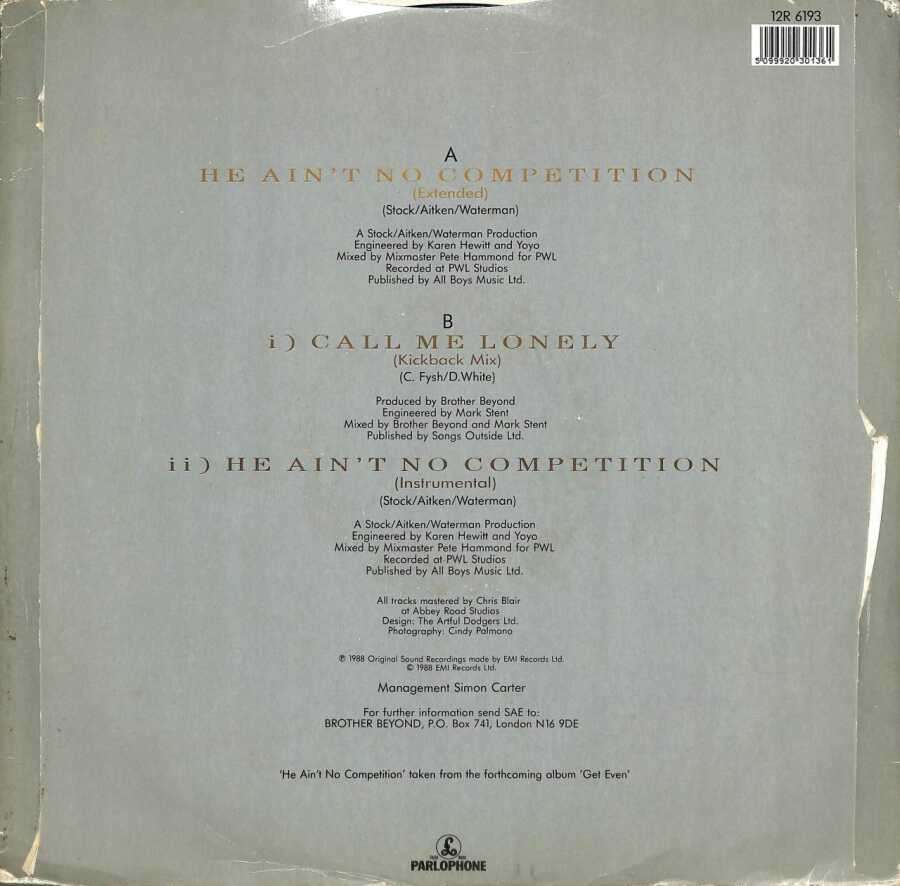 12R 6193
5099920301361
A
HE AIN'T NO COMPETITION
(Extended)
(Stock/Aitken/Waterman)
A Stock/Aitken/Waterman Production
Engineered by Karen Hewitt and Yoyo
Mixed by Mixmaster Pete Hammond for PWL
Recorded at PWL Studios
Published by All Boys Music Ltd.
B
i) CALL ME LONELY
(Kickback Mix)
(C. Fysh/D.White)
Produced by Brother Beyond
Engineered by Mark Stent
Mixed by Brother Beyond and Mark Stent
Published by Songs Outside Ltd.
ii) HE AIN'T NO COMPETITION
(Instrumental)
(Stock/Aitken/Waterman)
A Stock/Aitken/Waterman Production
Engineered by Karen Hewitt and Yoyo
Mixed by Mixmaster Pete Hammond for PWL
Recorded at PWL Studios
Published by All Boys Music Ltd.
All tracks mastered by Chris Blair
at Abbey Road Studios
Design: The Artful Dodgers Ltd.
Photography: Cindy Palmano
℗ 1988 Original Sound Recordings made by EMI Records Ltd.
© 1988 EMI Records Ltd.
Management Simon Carter
For further information send SAE to:
BROTHER BEYOND, P.O. Box 741, London N16 9DE
'He Ain't No Competition' taken from the forthcoming album 'Get Even'
£
PARLOPHONE